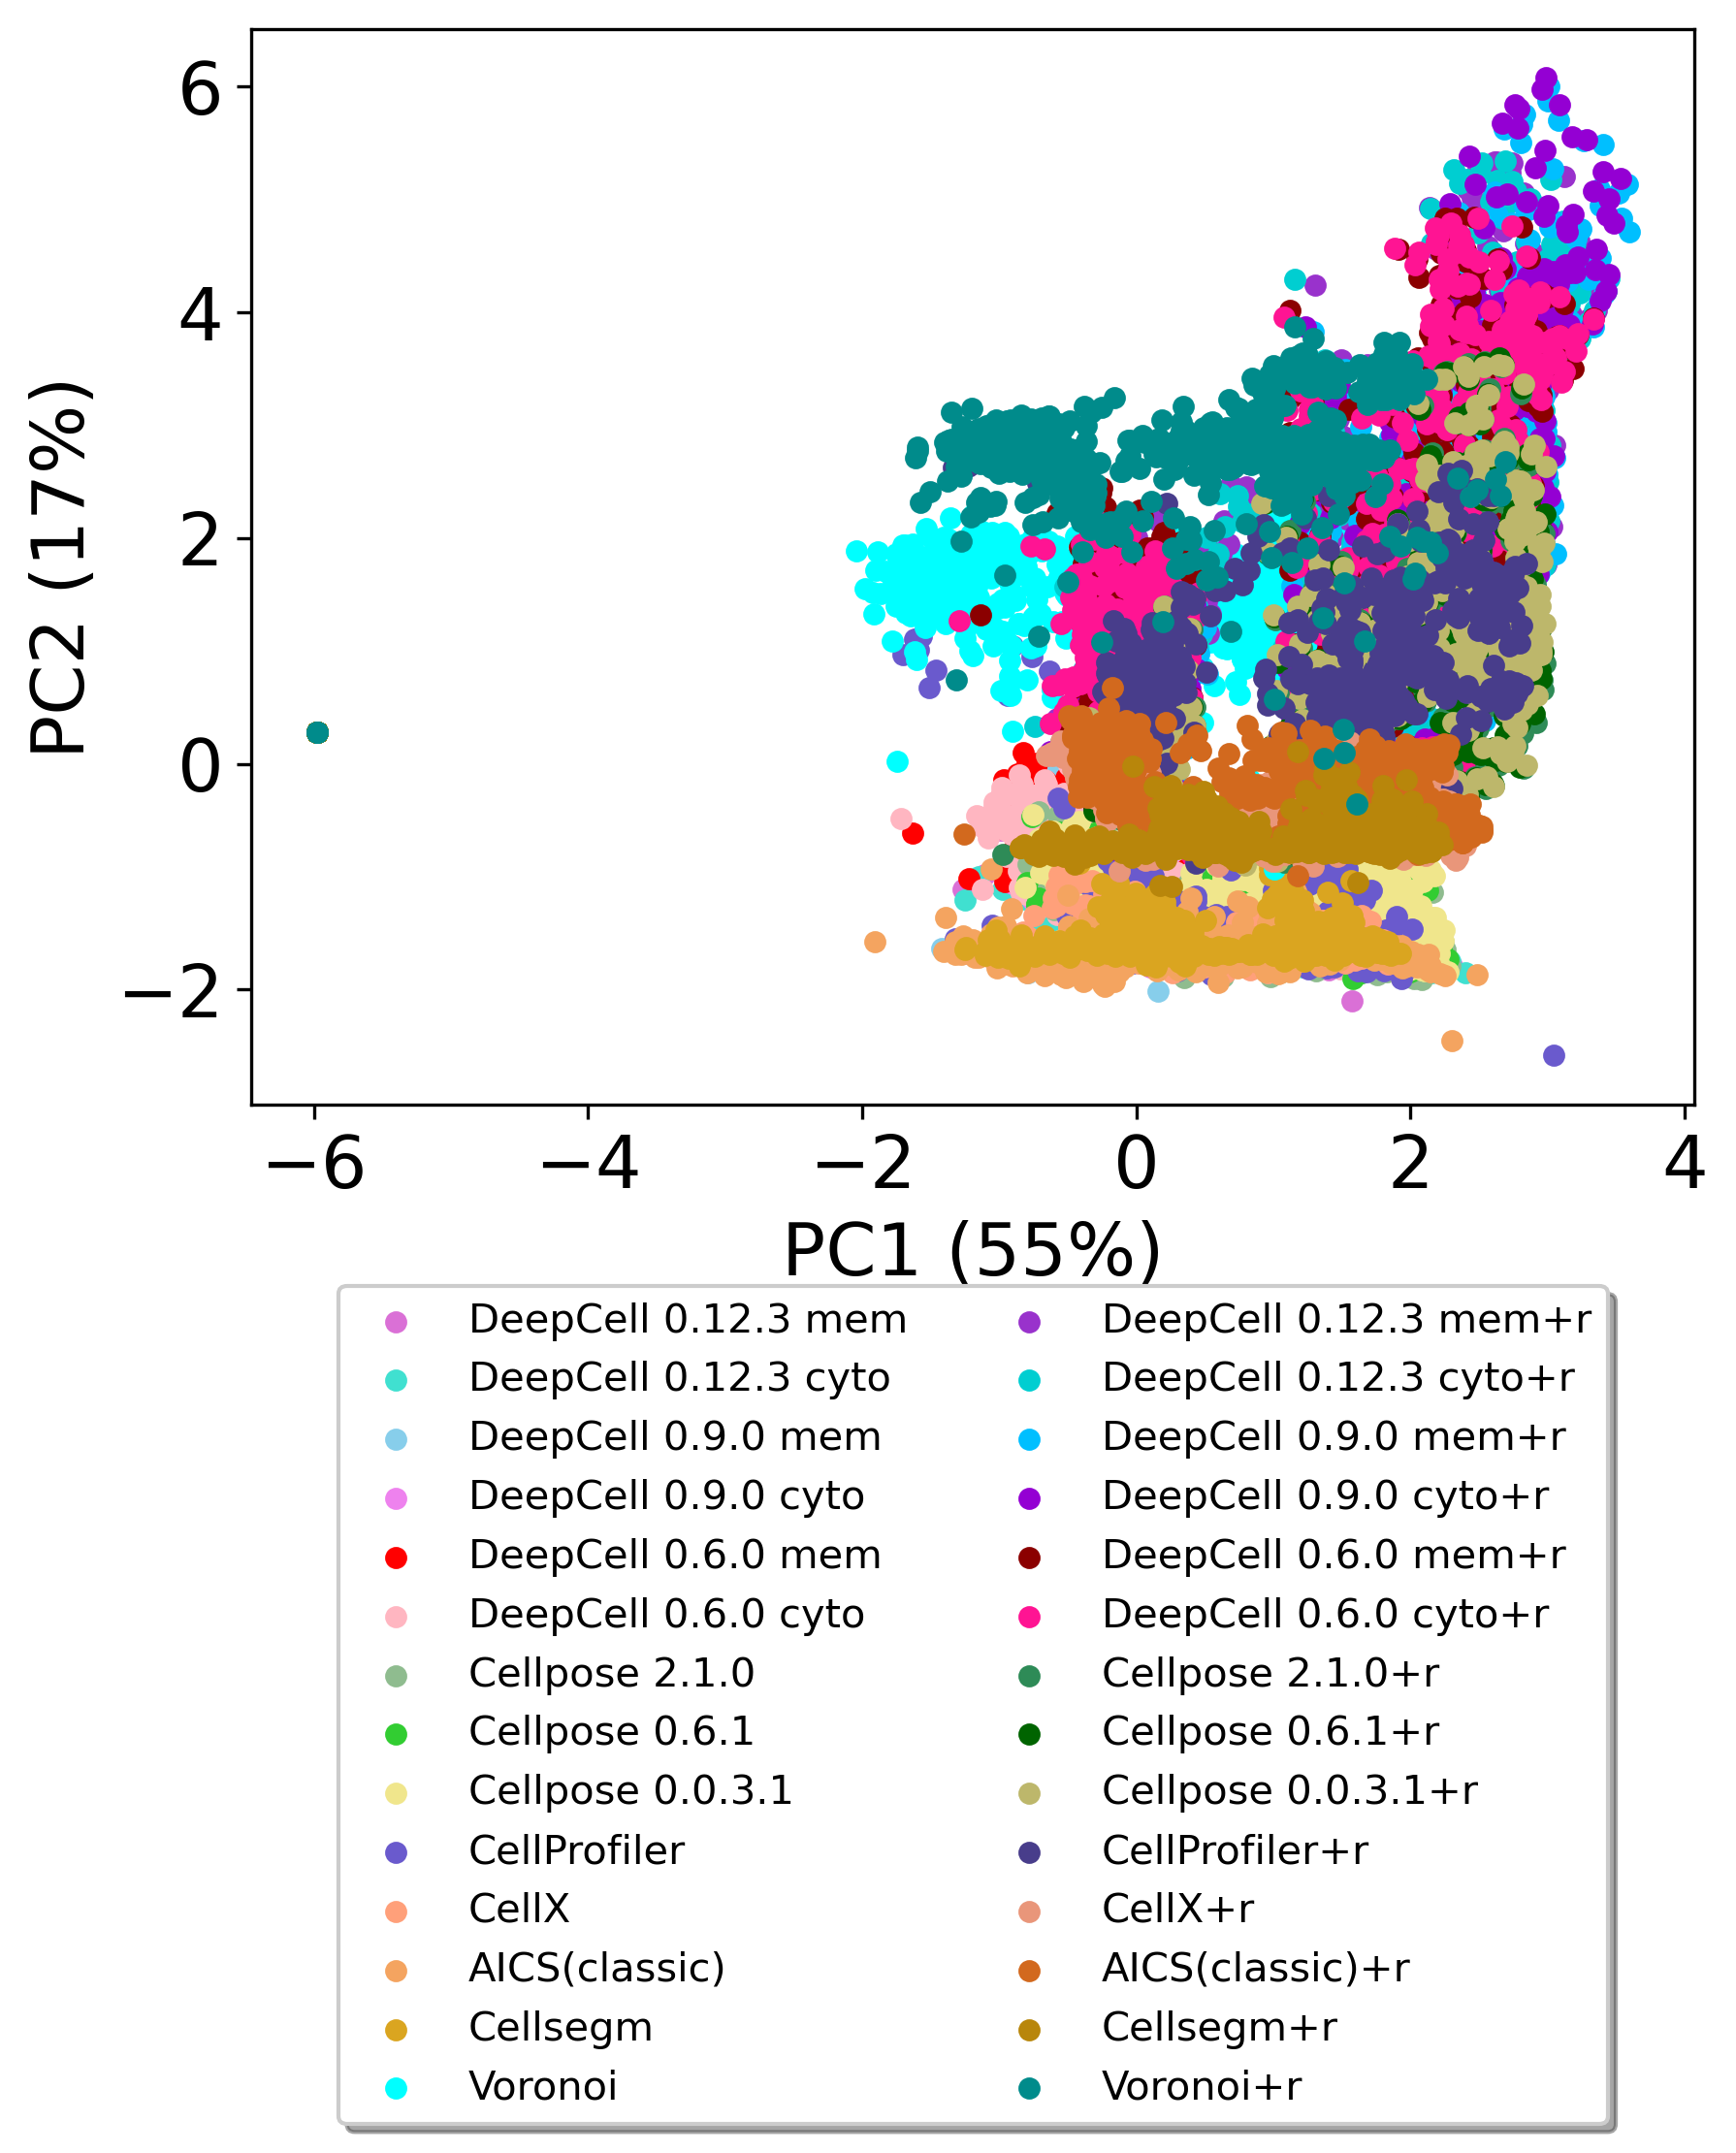 6
4
2
0
−2
PC2 (17%)
−6 −4 −2 0 2 4
PC1 (55%)
DeepCell 0.12.3 mem
DeepCell 0.12.3 cyto
DeepCell 0.9.0 mem
DeepCell 0.9.0 cyto
DeepCell 0.6.0 mem
DeepCell 0.6.0 cyto
Cellpose 2.1.0
Cellpose 0.6.1
Cellpose 0.0.3.1
CellProfiler
CellX
AICS(classic)
Cellsegm
Voronoi
DeepCell 0.12.3 mem+r
DeepCell 0.12.3 cyto+r
DeepCell 0.9.0 mem+r
DeepCell 0.9.0 cyto+r
DeepCell 0.6.0 mem+r
DeepCell 0.6.0 cyto+r
Cellpose 2.1.0+r
Cellpose 0.6.1+r
Cellpose 0.0.3.1+r
CellProfiler+r
CellX+r
AICS(classic)+r
Cellsegm+r
Voronoi+r